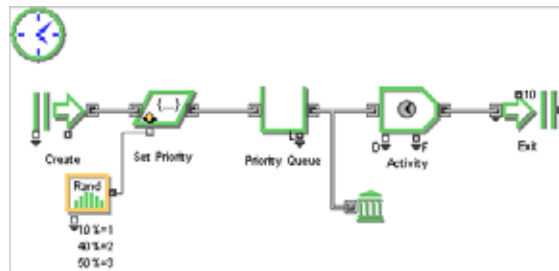 {...}
10
L
D
F
Create
Set Priority
Priority Queue
Activity
Exit
Rand
10%=1
40%=2
50%=3